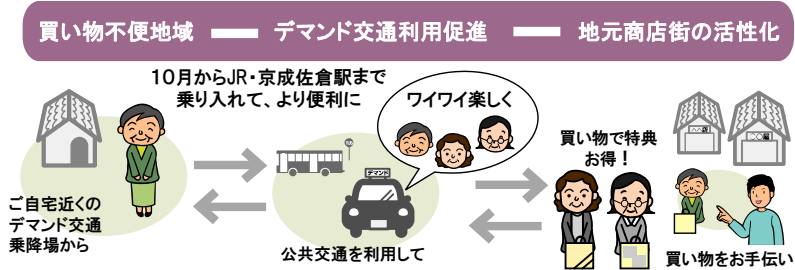 買い物不便地域 ― デマンド交通利用促進 ― 地元商店街の活性化
10月からJR・京成佐倉駅まで
乗り入れて、より便利に
ワイワイ楽しく
買い物で特典
お得！
デマンド
ご自宅近くの
デマンド交通
乗降場から
公共交通を利用して
買い物をお手伝い